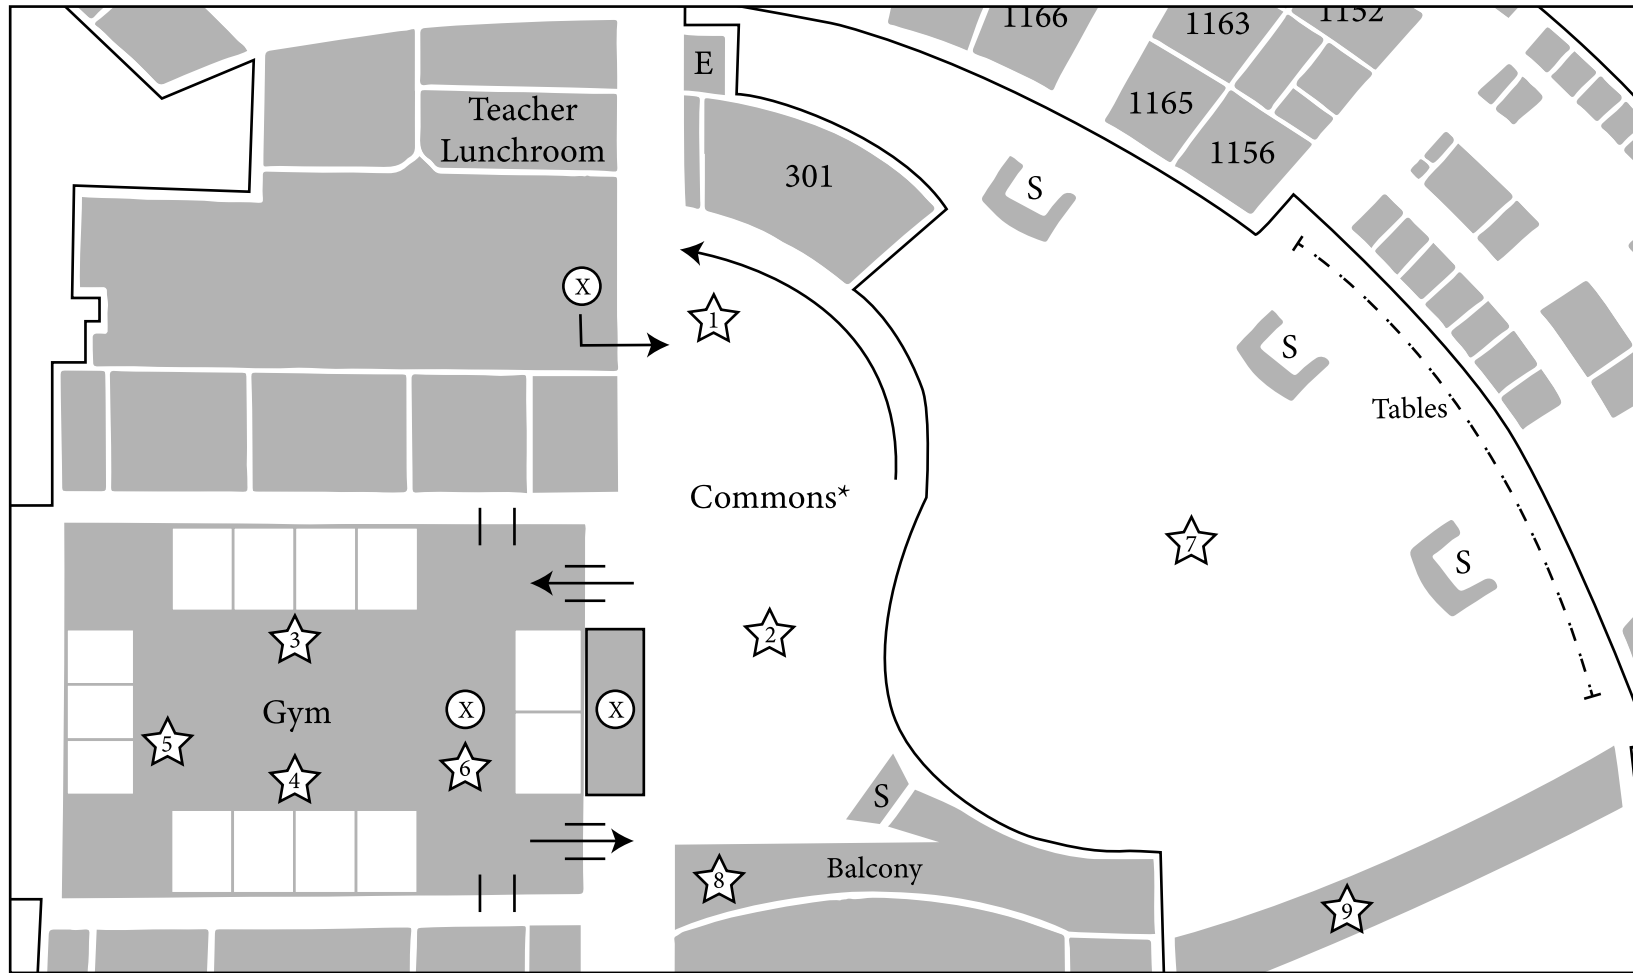 1166
1163
1152
E
Teacher
Lunchroom
1165
1156
301
S
X
1
S
Tables
Commons*
7
S
2
3
Gym
X
X
5
4
6
S
Balcony
8
9